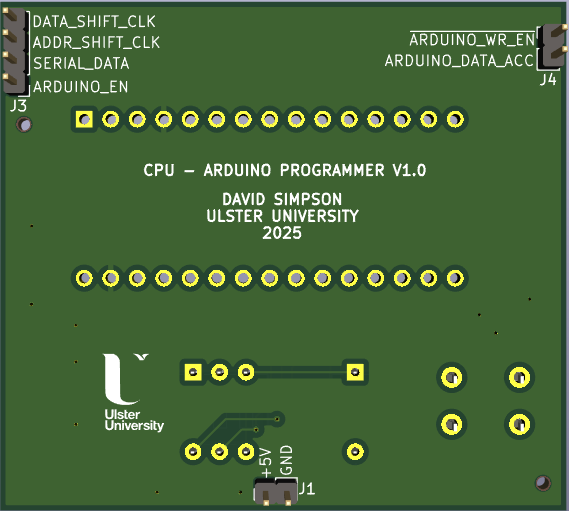 DATA_SHIFT_CLK
ADDR_SHIFT_CLK
SERIAL_DATA
ARDUINO_EN
J3
ARDUINO_WR_EN
ARDUINO_DATA_ACC
J4
CPU - ARDUINO PROGRAMMER V1.0
DAVID SIMPSON
ULSTER UNIVERSITY
2025
Ulster
University
+5V
GND
J1